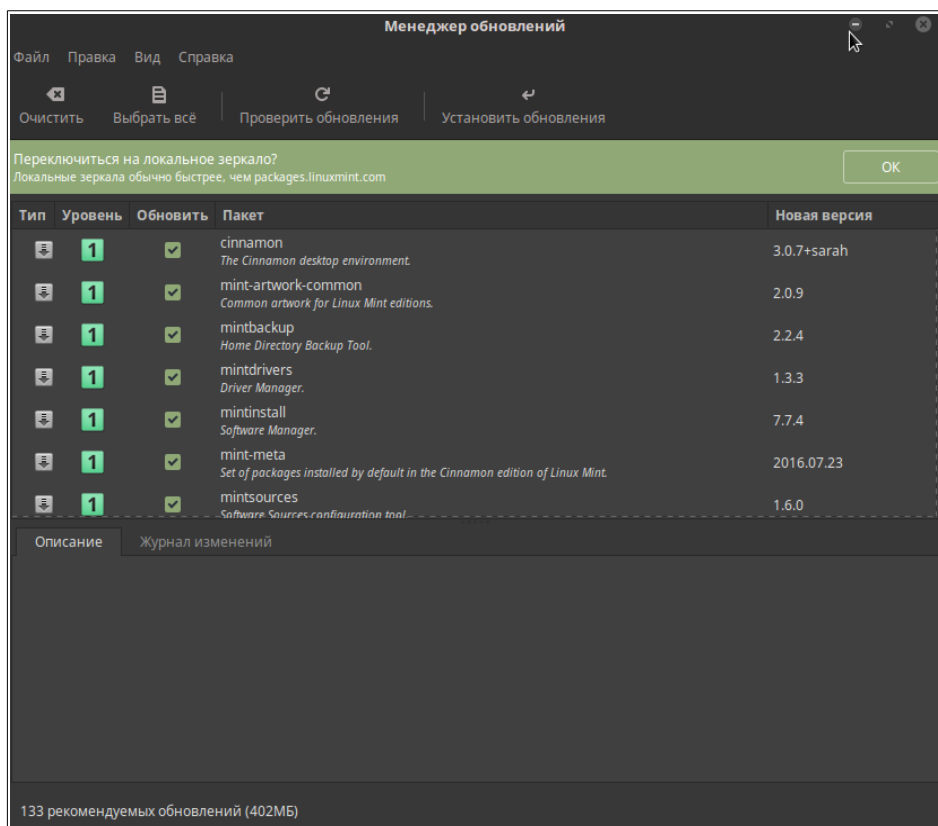 Менеджер обновлений
Файл Правка Вид Справка
Очистить Выбрать всё Проверить обновления Установить обновления
Переключиться на локальное зеркало?
Локальные зеркала обычно быстрее, чем packages.linuxmint.com
ОК
Тип Уровень Обновить Пакет Новая версия
1 cinnamon 3.0.7+sarah
The Cinnamon desktop environment.
1 mint-artwork-common 2.0.9
Common artwork for Linux Mint editions.
1 mintbackup 2.2.4
Home Directory Backup Tool.
1 mintdrivers 1.3.3
Driver Manager.
1 mintinstall 7.7.4
Software Manager.
1 mint-meta 2016.07.23
Set of packages installed by default in the Cinnamon edition of Linux Mint.
1 mintsources 1.6.0
Software Sources configuration tool.
Описание Журнал изменений
133 рекомендуемых обновлений (402МБ)